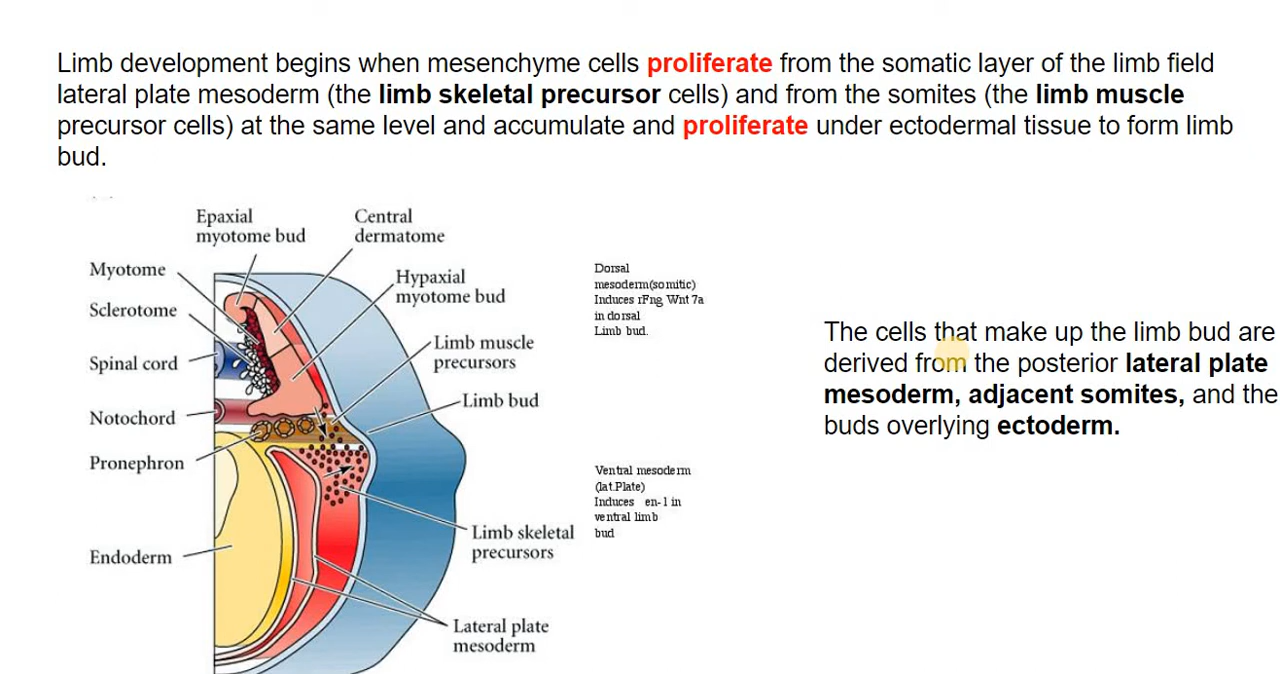 Limb development begins when mesenchyme cells proliferate from the somatic layer of the limb field
lateral plate mesoderm (the limb skeletal precursor cells) and from the somites (the limb muscle
precursor cells) at the same level and accumulate and proliferate under ectodermal tissue to form limb
bud.
Epaxial
myotome bud
Central
dermatome
Myotome
Hypaxial
myotome bud
Sclerotome
Limb muscle
precursors
Spinal cord
Limb bud
Notochord
Pronephron
Limb skeletal
precursors
Endoderm
Lateral plate
mesoderm
Dorsal
mesoderm(somitic)
Induces rFng Wnt 7a
in dorsal
Limb bud.
Ventral mesoderm
(lat.Plate)
Induces en-1 in
ventral limb
bud
The cells that make up the limb bud are
derived from the posterior lateral plate
mesoderm, adjacent somites, and the
buds overlying ectoderm.